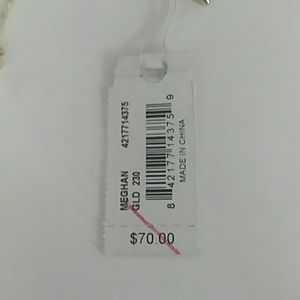 MEGHAN 4217714375
GLD 230
8 42177 14375 9
MADE IN CHINA
$70.00